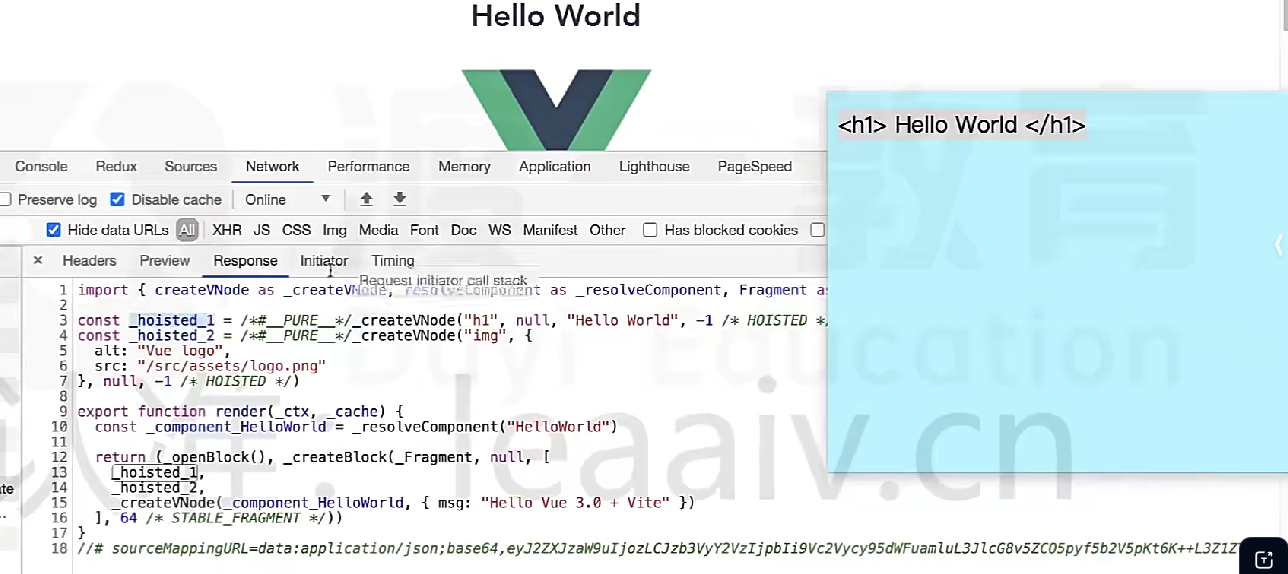 Hello World
<h1> Hello World </h1>
Console Redux Sources Network Performance Memory Application Lighthouse PageSpeed
Preserve log Disable cache Online
Hide data URLs All XHR JS CSS Img Media Font Doc WS Manifest Other Has blocked cookies
× Headers Preview Response Initiator Timing
Request initiator call stack
1 import { createVNode as _createVNode, resolveComponent as _resolveComponent, Fragment as
2
3 const _hoisted_1 = /*#__PURE__*/_createVNode("h1", null, "Hello World", -1 /* HOISTED */
4 const _hoisted_2 = /*#__PURE__*/_createVNode("img", {
5 alt: "Vue logo",
6 src: "/src/assets/logo.png"
7 }, null, -1 /* HOISTED */)
8
9 export function render(_ctx, _cache) {
10 const _component_HelloWorld = _resolveComponent("HelloWorld")
11
12 return (_openBlock(), _createBlock(_Fragment, null, [
13 _hoisted_1,
14 _hoisted_2,
15 _createVNode(_component_HelloWorld, { msg: "Hello Vue 3.0 + Vite" })
16 ], 64 /* STABLE_FRAGMENT */))
17 }
18 //# sourceMappingURL=data:application/json;base64,
教育
Education
: leaaiv.cn